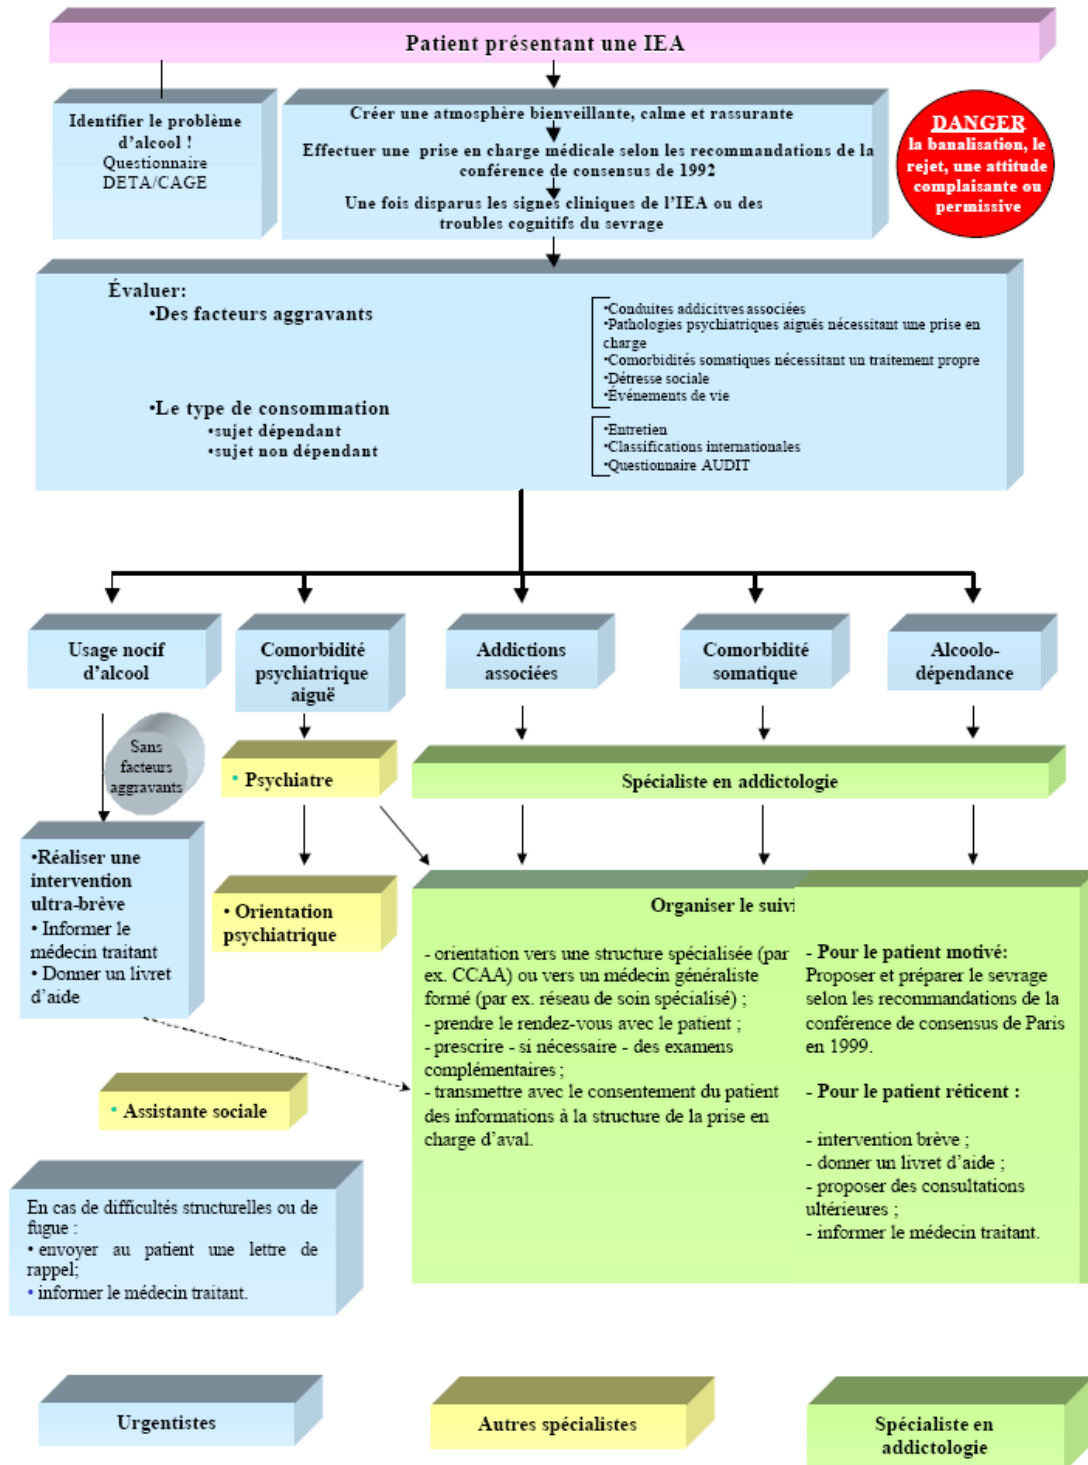 Patient présentant une IEA
Identifier le problème
d'alcool !
Questionnaire
DETA/CAGE
Créer une atmosphère bienveillante, calme et rassurante
Effectuer une prise en charge médicale selon les recommandations de la
conférence de consensus de 1992
Une fois disparus les signes cliniques de l'IEA ou des
troubles cognitifs du sevrage
DANGER
la banalisation, le
rejet, une attitude
complaisante ou
permissive
Évaluer:
•Des facteurs aggravants
•Conduites addicitves associées
•Pathologies psychiatriques aiguës nécessitant une prise en
charge
•Comorbidités somatiques nécessitant un traitement propre
•Détresse sociale
•Événements de vie
•Le type de consommation
•sujet dépendant
•sujet non dépendant
•Entretien
•Classifications internationales
•Questionnaire AUDIT
Usage nocif
d'alcool
Comorbidité
psychiatrique
aiguë
Addictions
associées
Comorbidité
somatique
Alcoolo-
dépendance
Sans
facteurs
aggravants
• Psychiatre
Spécialiste en addictologie
•Réaliser une
intervention
ultra-brève
• Informer le
médecin traitant
• Donner un livret
d'aide
• Orientation
psychiatrique
Organiser le suivi
- orientation vers une structure spécialisée (par
ex. CCAA) ou vers un médecin généraliste
formé (par ex. réseau de soin spécialisé) ;
- prendre le rendez-vous avec le patient ;
- prescrire - si nécessaire - des examens
complémentaires ;
- transmettre avec le consentement du patient
des informations à la structure de la prise en
charge d'aval.
- Pour le patient motivé:
Proposer et préparer le sevrage
selon les recommandations de la
conférence de consensus de Paris
en 1999.
- Pour le patient réticent :
- intervention brève ;
- donner un livret d'aide ;
- proposer des consultations
ultérieures ;
- informer le médecin traitant.
• Assistante sociale
En cas de difficultés structurelles ou de
fugue :
• envoyer au patient une lettre de
rappel;
• informer le médecin traitant.
Urgentistes
Autres spécialistes
Spécialiste en
addictologie